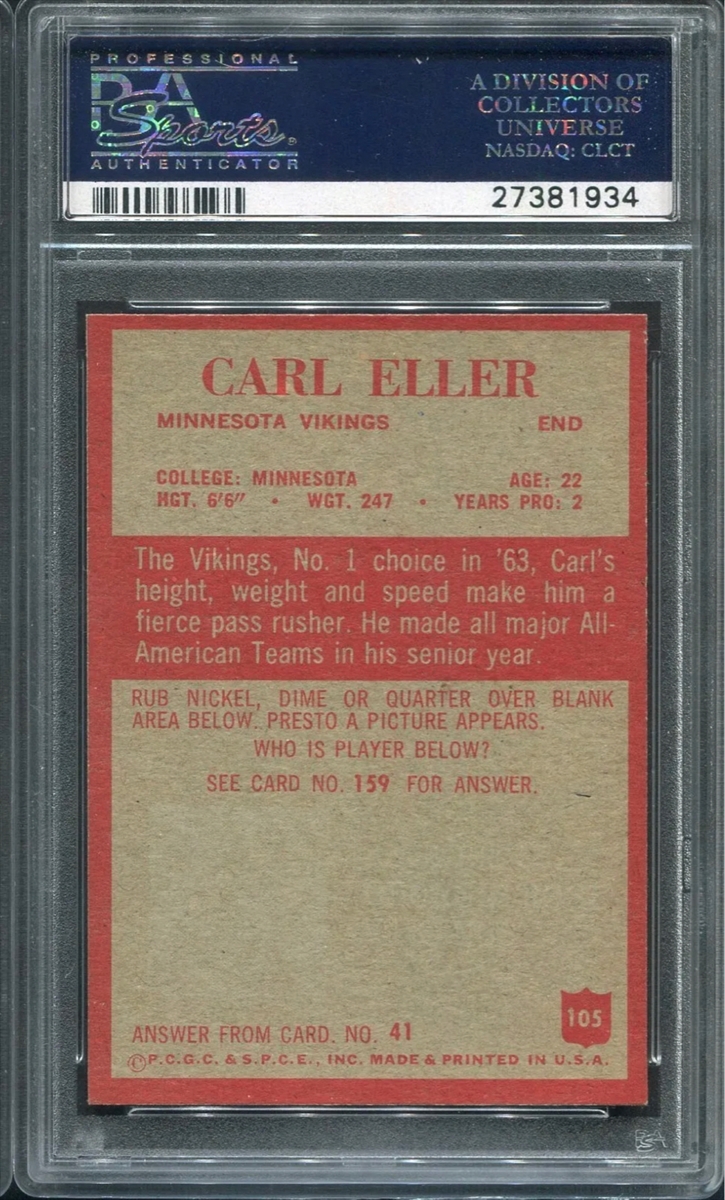 PROFESSIONAL
PSA
Sports
AUTHENTICATOR
A DIVISION OF
COLLECTORS
UNIVERSE
NASDAQ: CLCT
27381934
CARL ELLER
MINNESOTA VIKINGS END
COLLEGE: MINNESOTA AGE: 22
HGT. 6'6" • WGT. 247 • YEARS PRO: 2
The Vikings, No. 1 choice in '63, Carl's
height, weight and speed make him a
fierce pass rusher. He made all major All-
American Teams in his senior year.
RUB NICKEL, DIME OR QUARTER OVER BLANK
AREA BELOW. PRESTO A PICTURE APPEARS.
WHO IS PLAYER BELOW?
SEE CARD NO. 159 FOR ANSWER.
105
ANSWER FROM CARD. NO. 41
©P.C.G.C. & S.P.C.E., INC. MADE & PRINTED IN U.S.A.
PSA